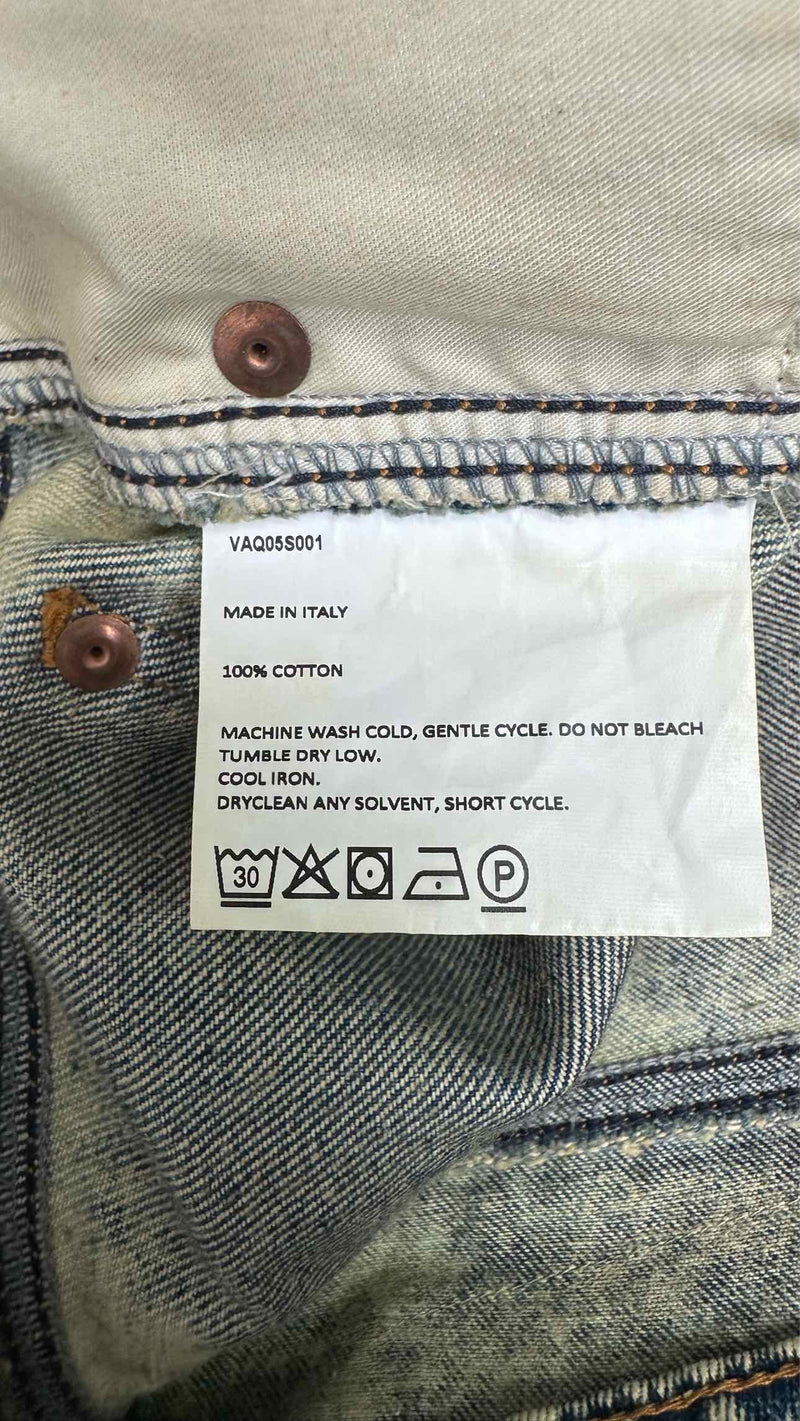 VAQ05S001
MADE IN ITALY
100% COTTON
MACHINE WASH COLD, GENTLE CYCLE. DO NOT BLEACH
TUMBLE DRY LOW.
COOL IRON.
DRYCLEAN ANY SOLVENT, SHORT CYCLE.
30 P